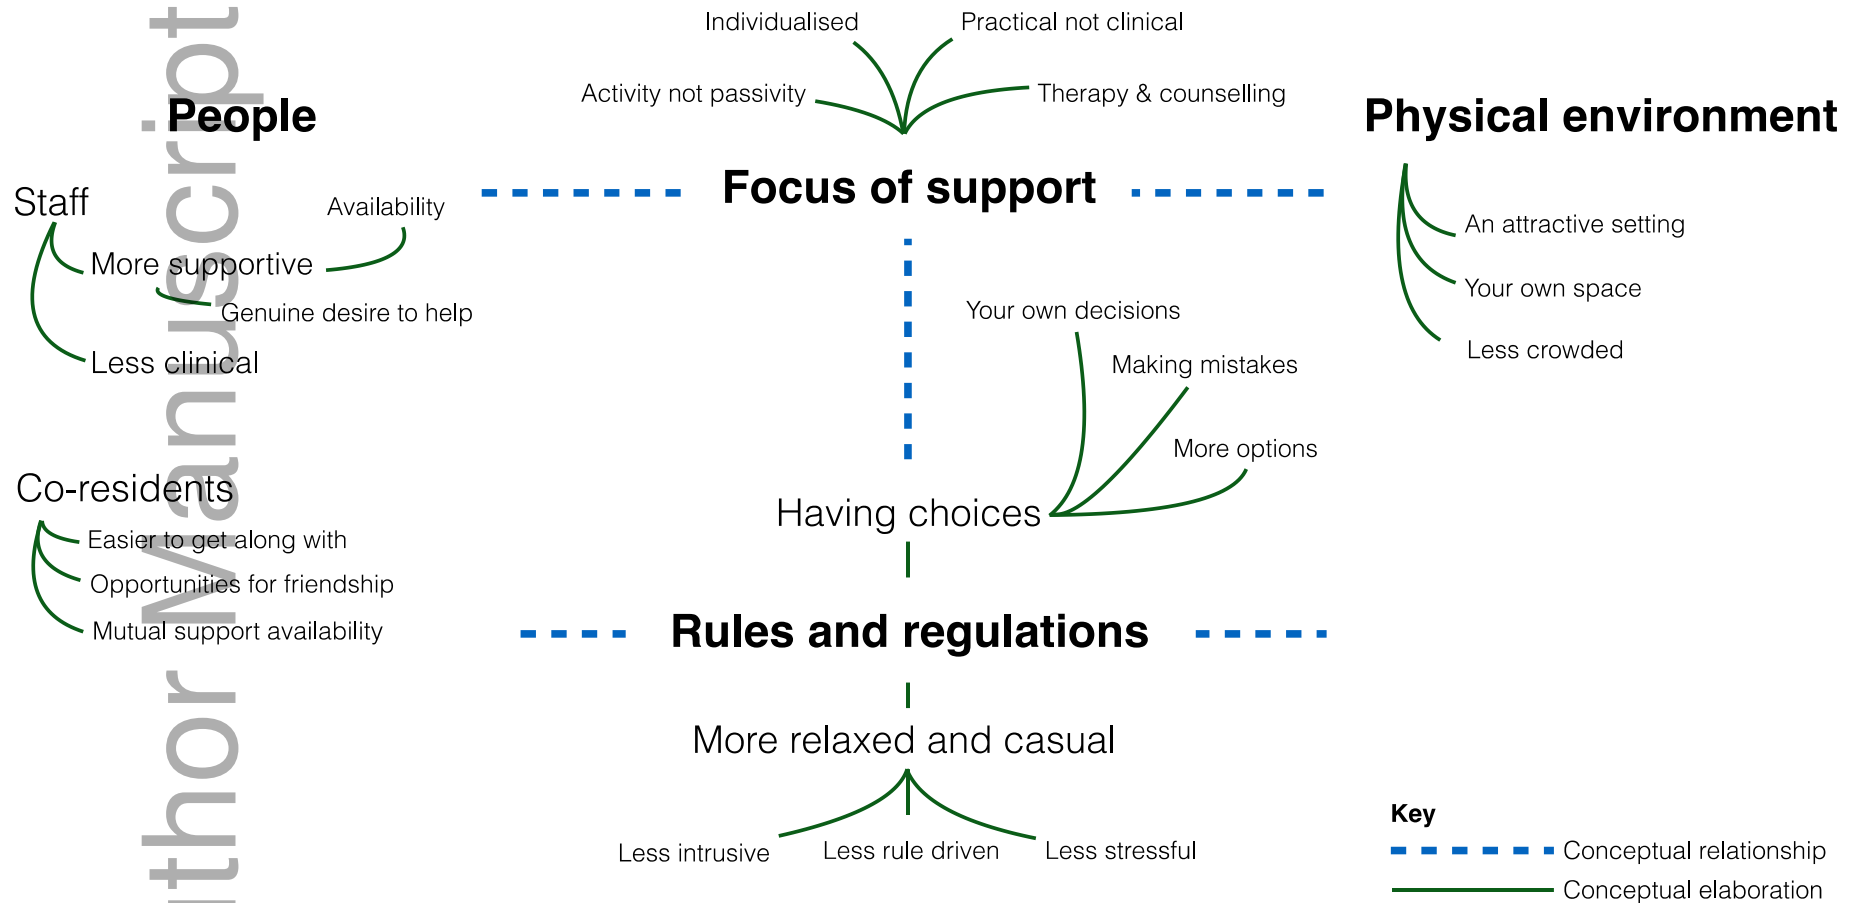 Individualised
Practical not clinical
Activity not passivity
Therapy & counselling
People
Physical environment
Focus of support
Staff
Availability
More supportive
Genuine desire to help
Less clinical
An attractive setting
Your own space
Less crowded
Your own decisions
Making mistakes
More options
Having choices
Co-residents
Easier to get along with
Opportunities for friendship
Mutual support availability
Rules and regulations
More relaxed and casual
Less intrusive
Less rule driven
Less stressful
Key
Conceptual relationship
Conceptual elaboration
thor Manuscript